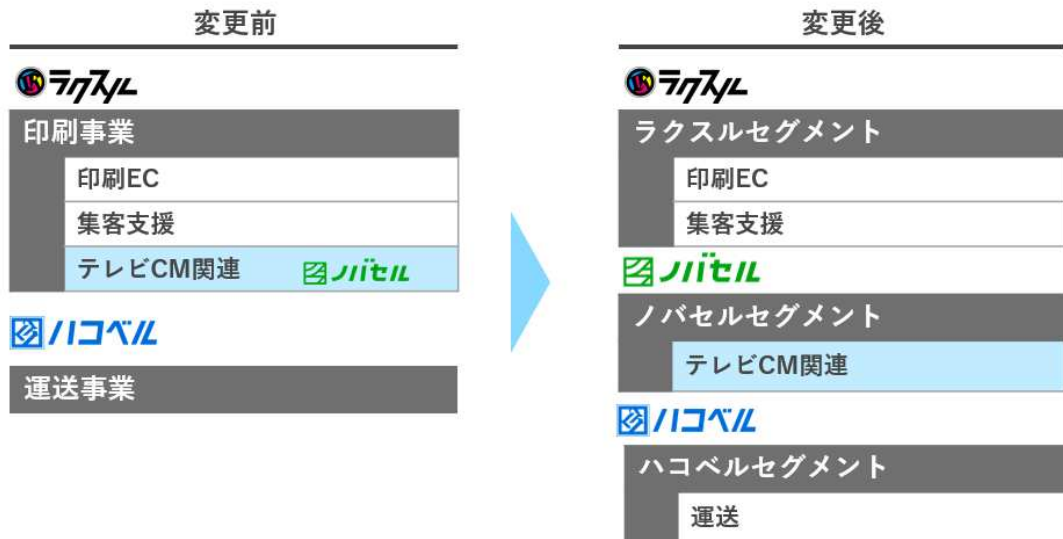 変更前
ラクスル
印刷事業
印刷EC
集客支援
テレビCM関連 ノバセル
ハコベル
運送事業
変更後
ラクスル
ラクスルセグメント
印刷EC
集客支援
ノバセル
ノバセルセグメント
テレビCM関連
ハコベル
ハコベルセグメント
運送